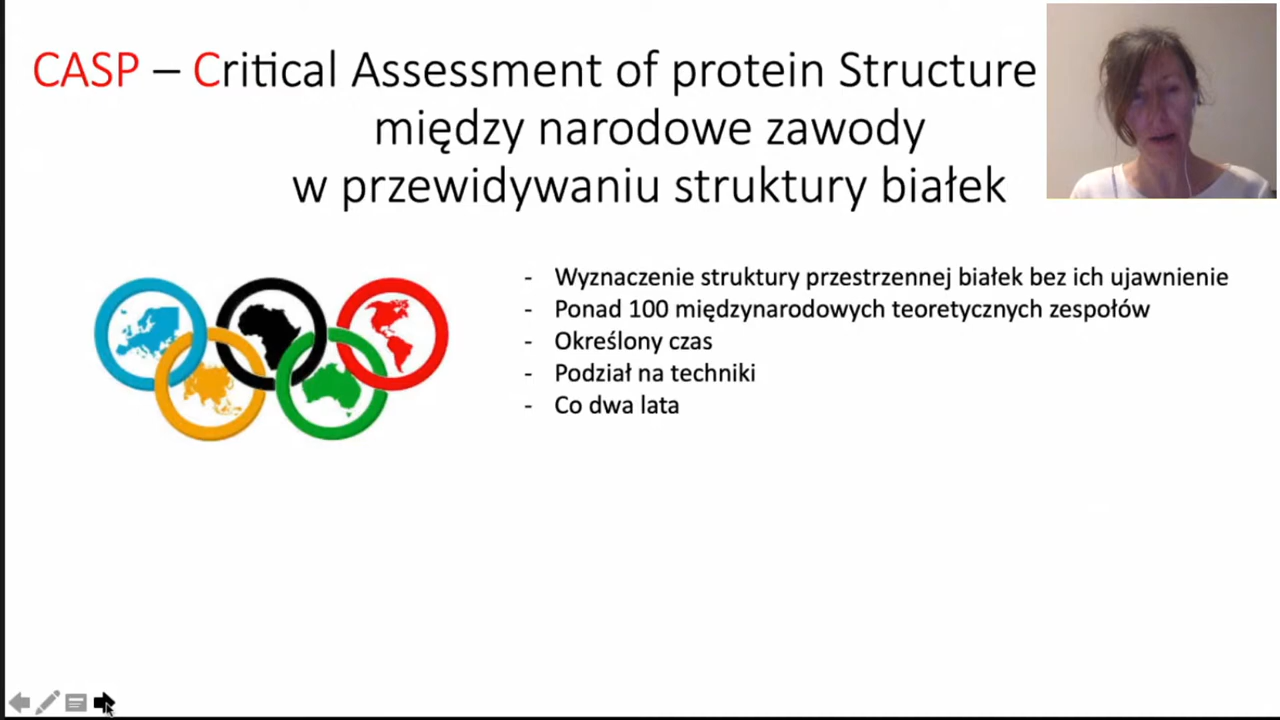 CASP – Critical Assessment of protein Structure
między narodowe zawody
w przewidywaniu struktury białek
- Wyznaczenie struktury przestrzennej białek bez ich ujawnienie
- Ponad 100 międzynarodowych teoretycznych zespołów
- Określony czas
- Podział na techniki
- Co dwa lata